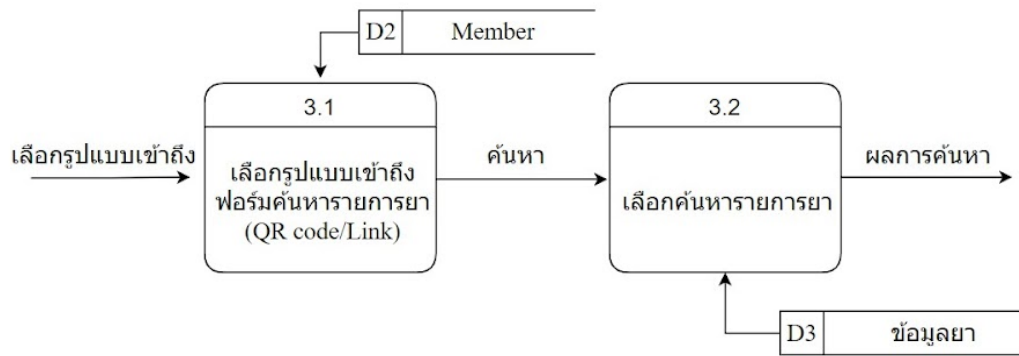 D2 Member
3.1
3.2
เลือกรูปแบบเข้าถึง
เลือกรูปแบบเข้าถึง
ฟอร์มค้นหารายการยา
(QR code/Link)
ค้นหา
เลือกค้นหารายการยา
ผลการค้นหา
D3 ข้อมูลยา